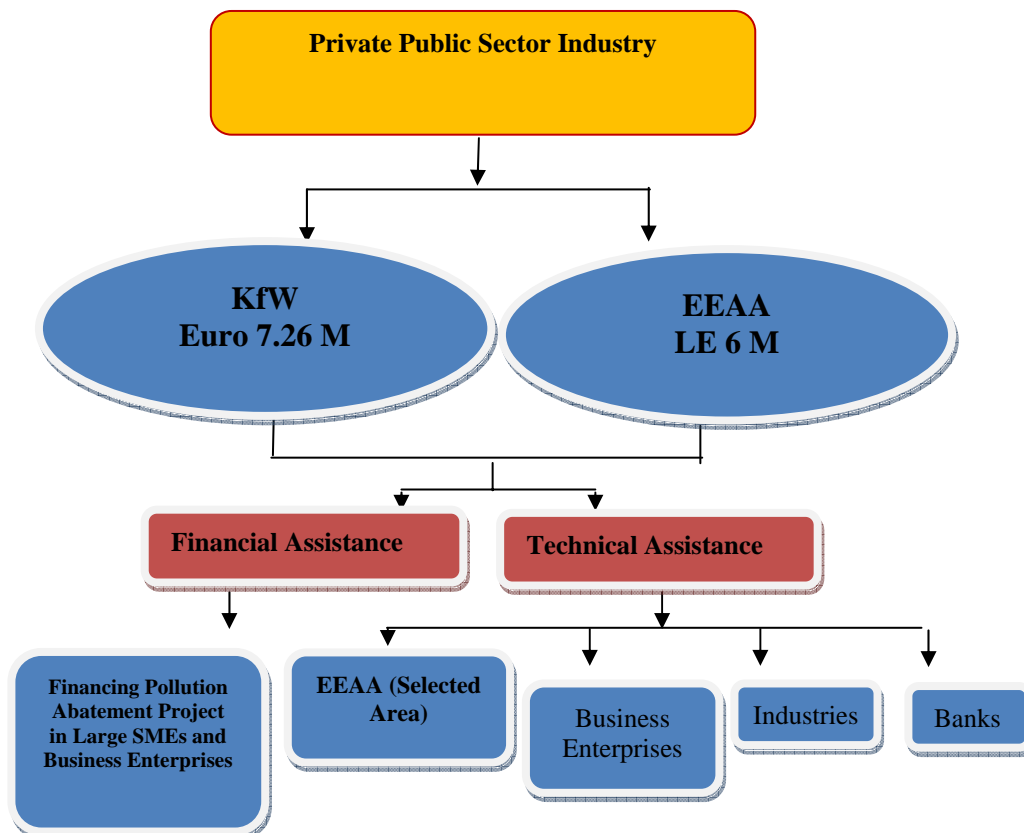 Private Public Sector Industry
KfW
Euro 7.26 M
EEAA
LE 6 M
Financial Assistance
Technical Assistance
Financing Pollution
Abatement Project
in Large SMEs and
Business Enterprises
EEAA (Selected
Area)
Business
Enterprises
Industries
Banks